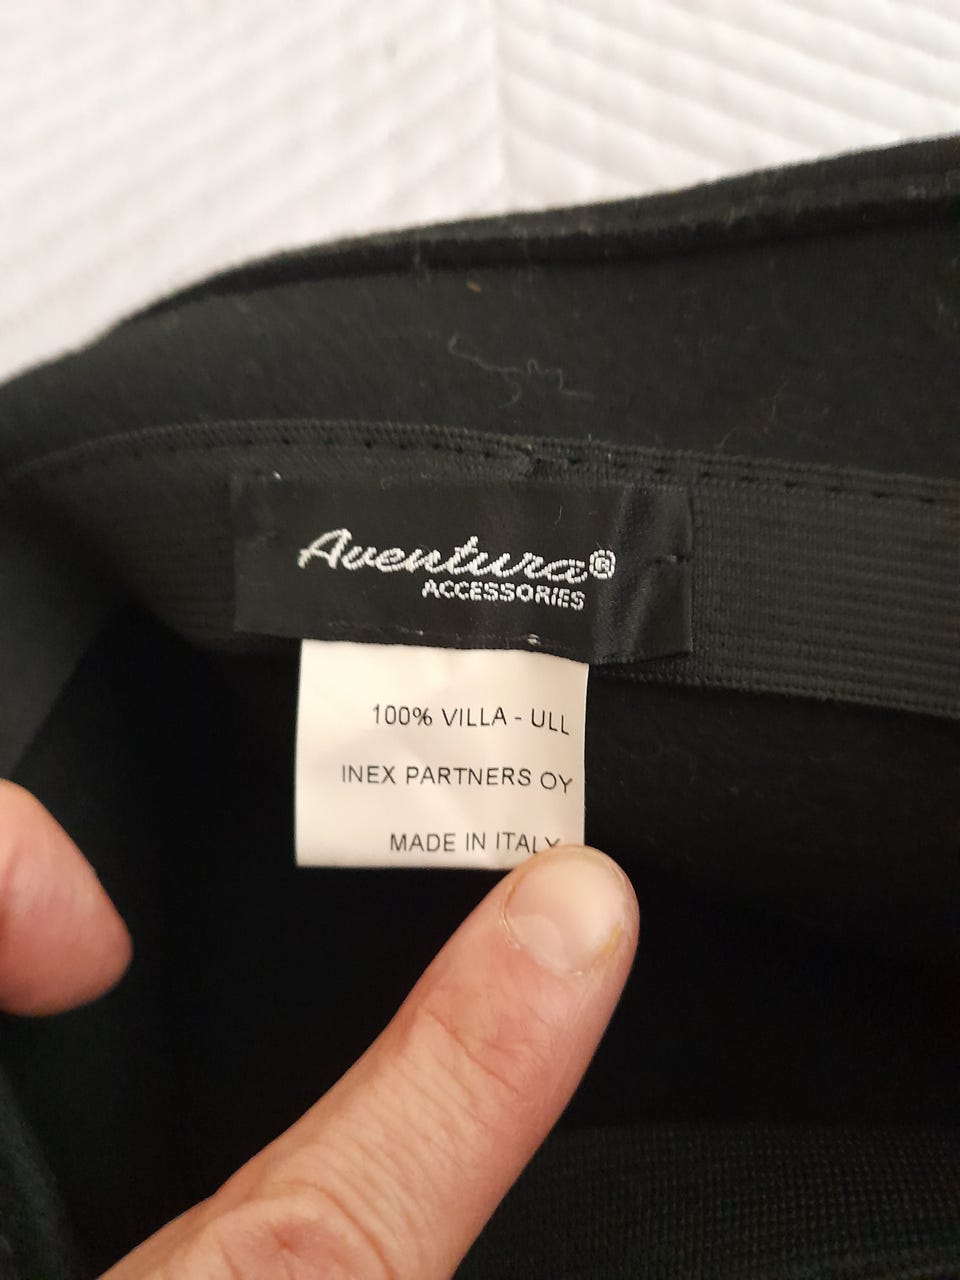 Aventura®
ACCESSORIES
100% VILLA - ULL
INEX PARTNERS OY
MADE IN ITALY